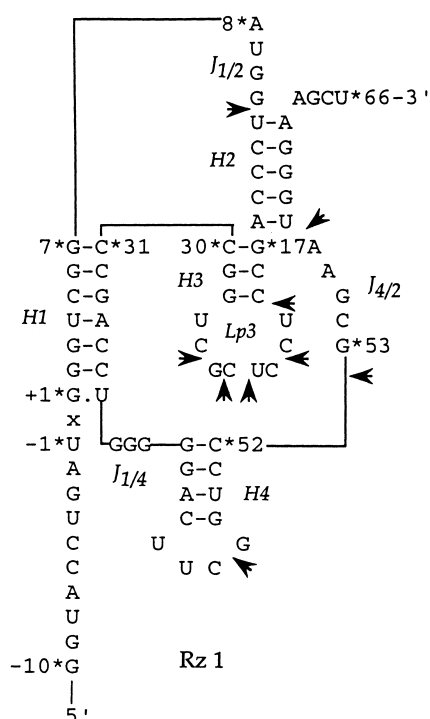 8*A
U
J1/2 G
G AGCU*66-3'
U-A
C-G
H2 C-G
C-G
A U
7*G-C*31 30*C-G*17A
G-C H3 G-C A
C-G G-C G J4/2
H1 U-A U Lp3 U C
G-C C C G*53
G-C GC UC
+1*G.U
x
-1*U GGG G-C*52
A J1/4 G-C
G A-U H4
U C-G
C U G
C U C
A
U
G
-10*G Rz 1
5'